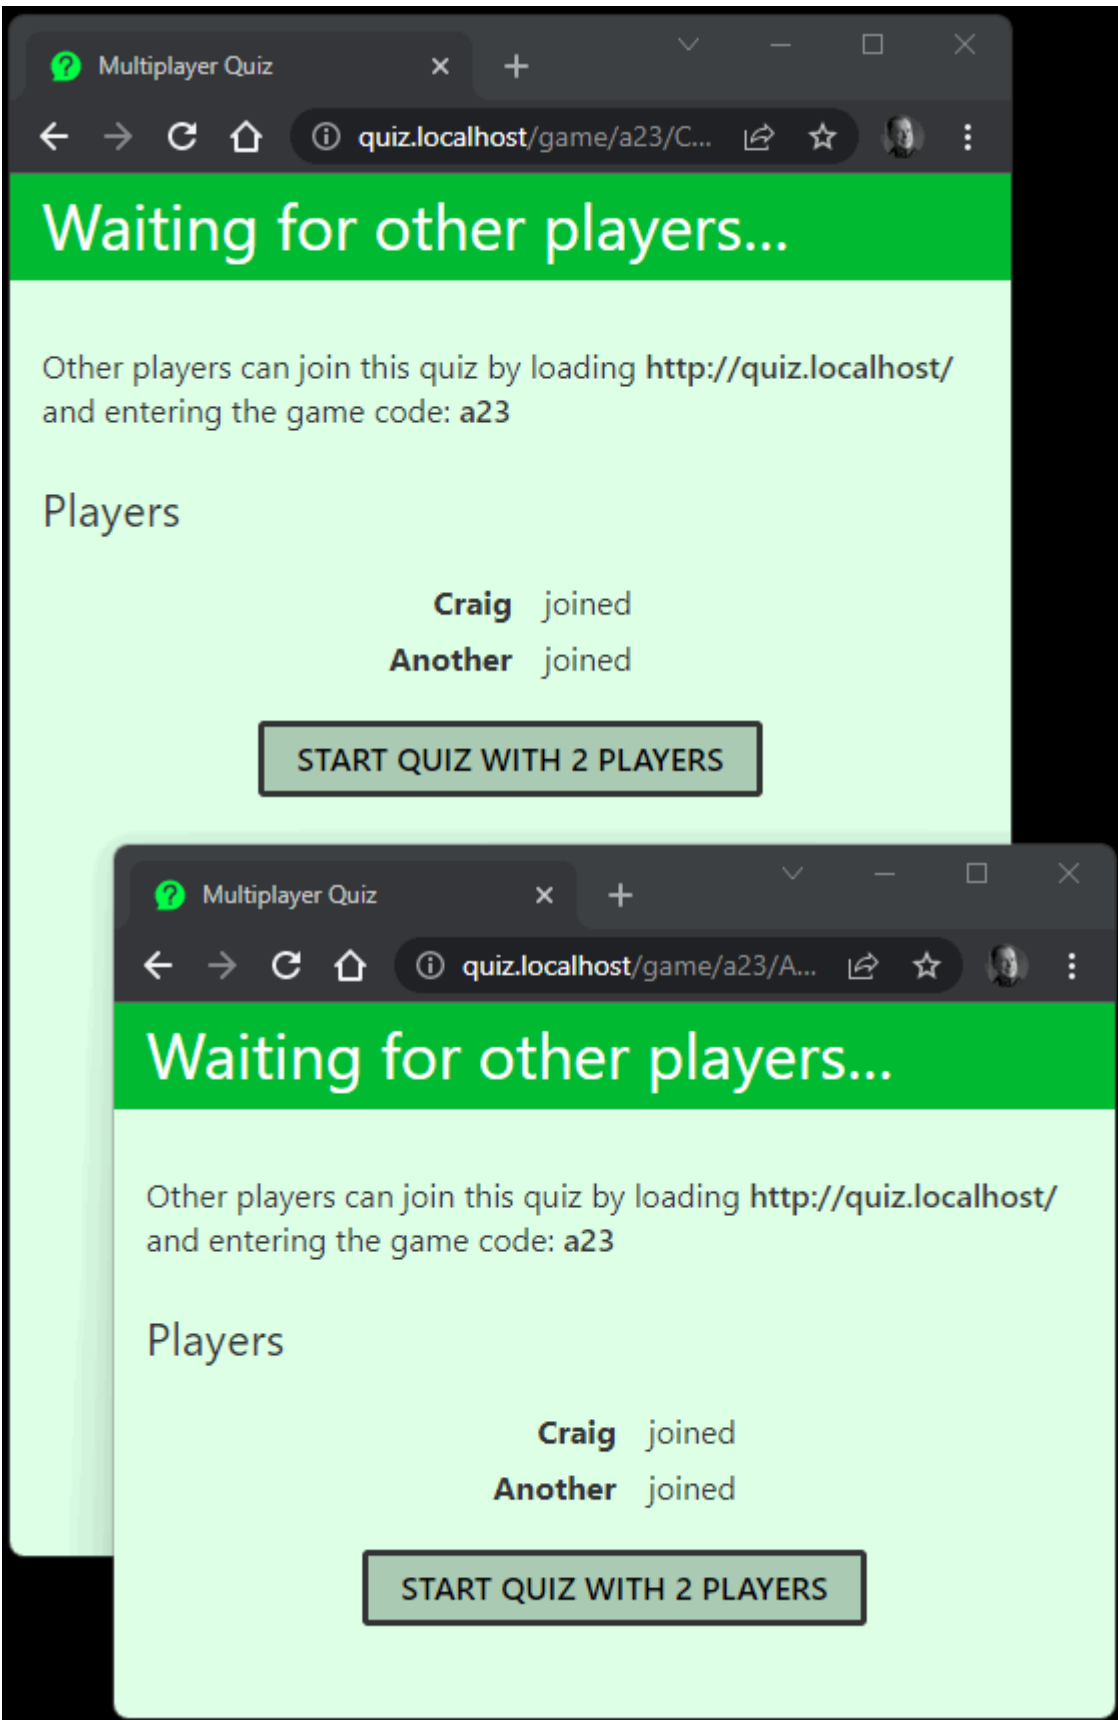 Multiplayer Quiz
quiz.localhost/game/a23/C...
Waiting for other players...
Other players can join this quiz by loading http://quiz.localhost/
and entering the game code: a23
Players
Craig joined
Another joined
START QUIZ WITH 2 PLAYERS
Multiplayer Quiz
quiz.localhost/game/a23/A...
Waiting for other players...
Other players can join this quiz by loading http://quiz.localhost/
and entering the game code: a23
Players
Craig joined
Another joined
START QUIZ WITH 2 PLAYERS